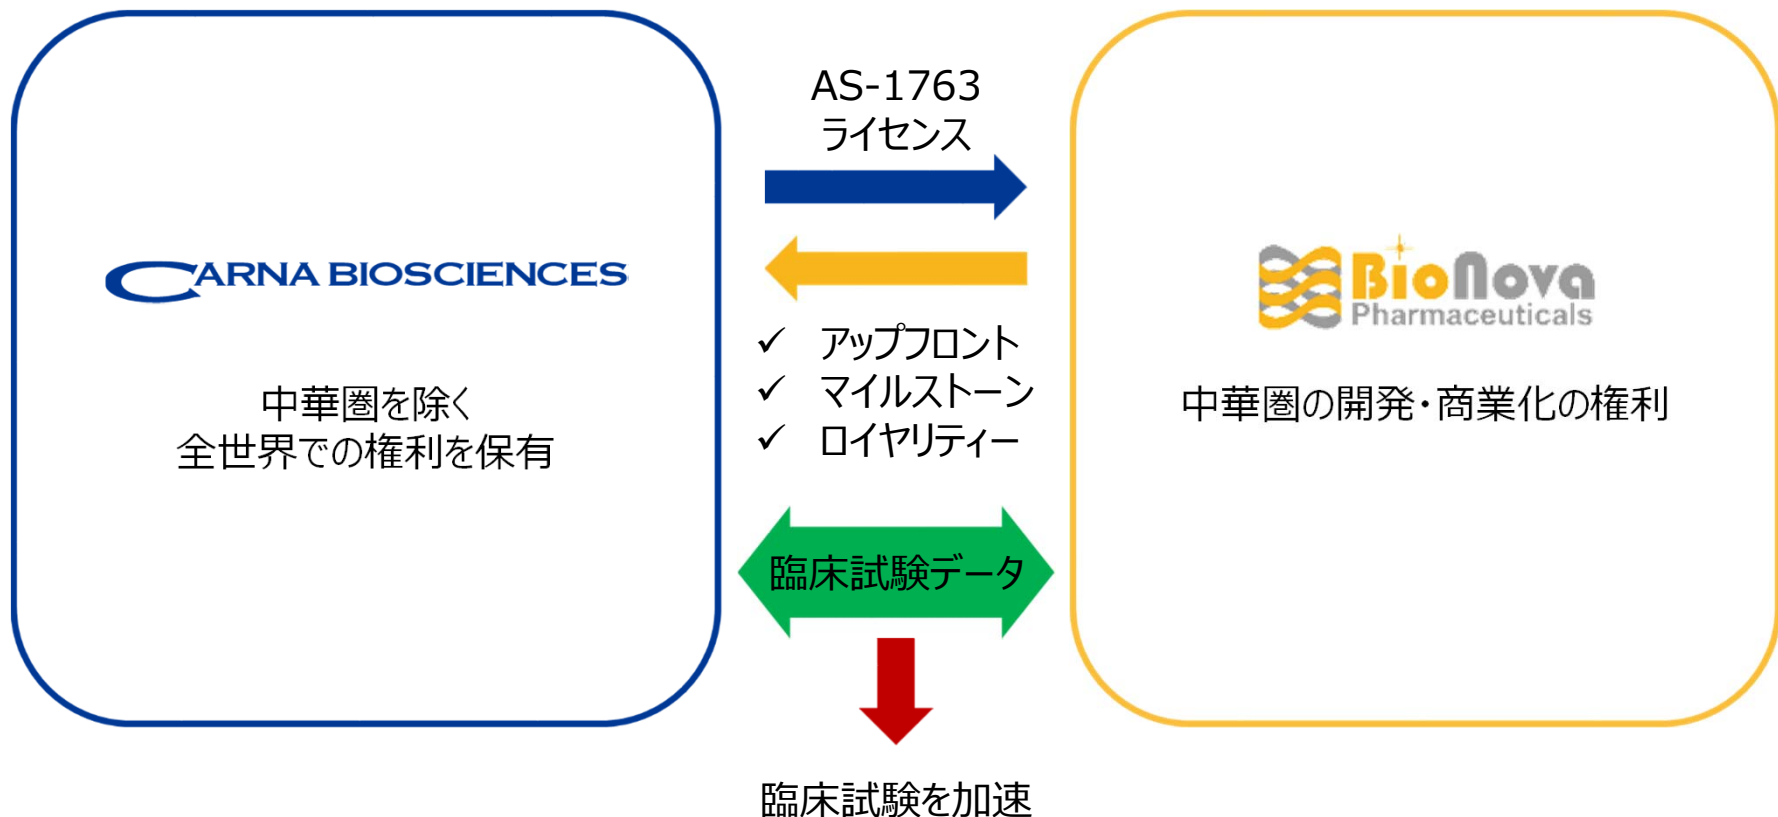 CARNA BIOSCIENCES
中華圏を除く
全世界での権利を保有
AS-1763
ライセンス
✓ アップフロント
✓ マイルストーン
✓ ロイヤリティー
臨床試験データ
臨床試験を加速
BioNova
Pharmaceuticals
中華圏の開発・商業化の権利